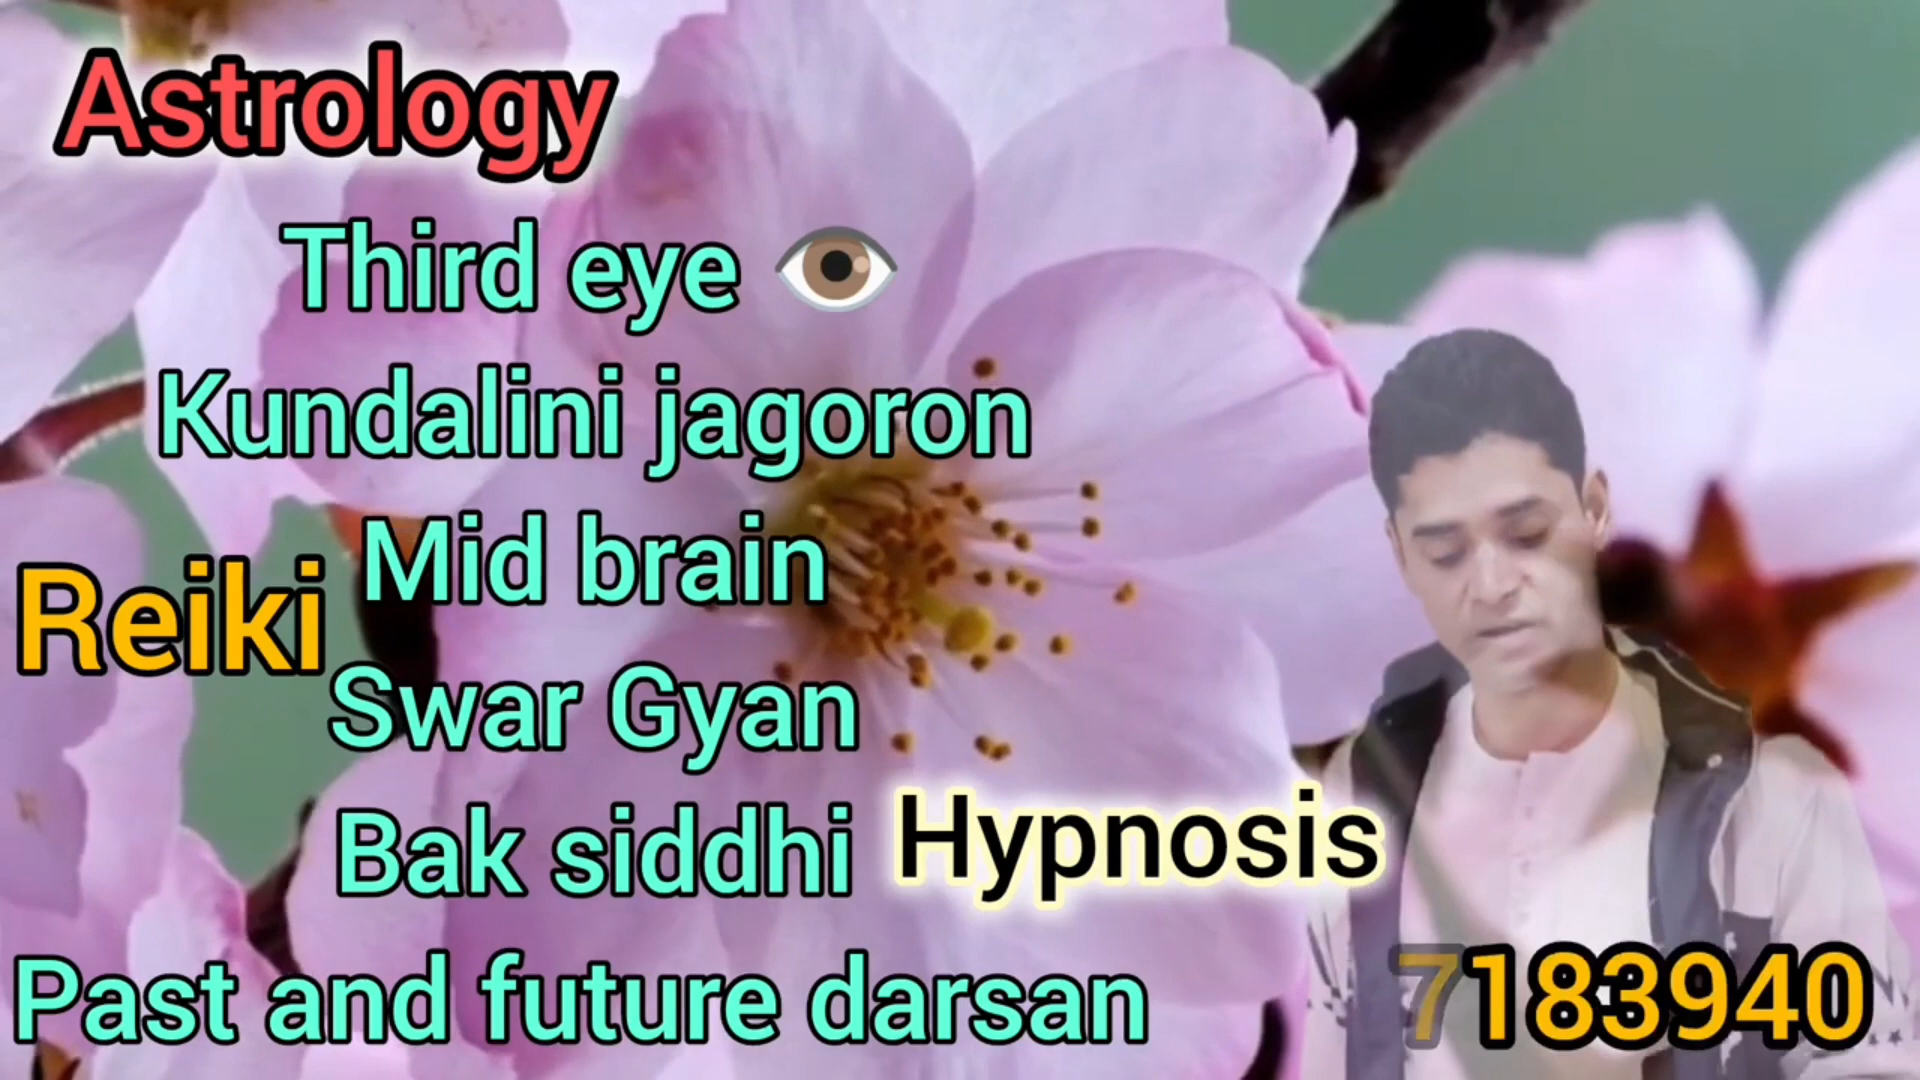 Astrology
Third eye 👁️
Kundalini jagoron
Mid brain
Reiki
Swar Gyan
Bak siddhi
Hypnosis
Past and future darsan
7183940